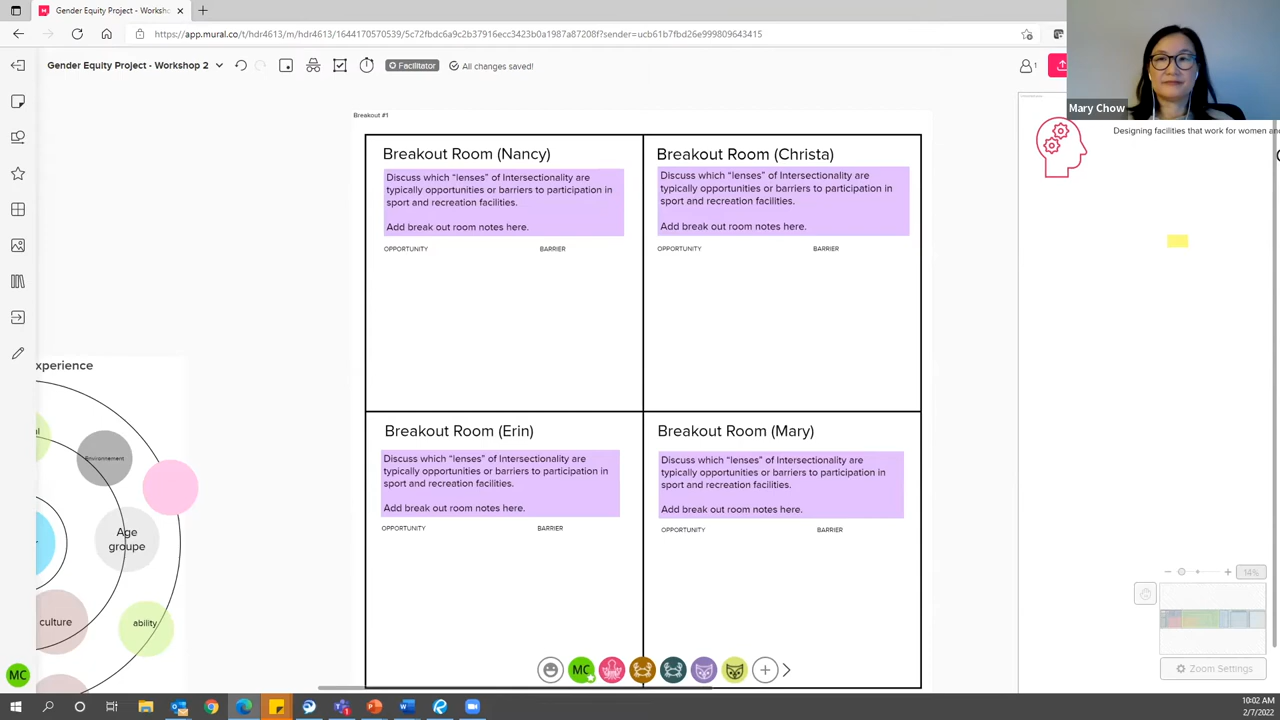 Gender Equity Project - Worksho
https://app.mural.co/t/hdr4613/m/hdr4613/1644170570539/5c72fbdc6a9c2b37916ecc3423b0a1987a87208f?sender=ucb61b7fbd26e999809643415
Gender Equity Project - Workshop 2
Facilitator
All changes saved!
1
Mary Chow
Breakout #1
Designing facilities that work for women an
Breakout Room (Nancy)
Discuss which “lenses” of Intersectionality are
typically opportunities or barriers to participation in
sport and recreation facilities.
Add break out room notes here.
OPPORTUNITY
BARRIER
Breakout Room (Christa)
Discuss which “lenses” of Intersectionality are
typically opportunities or barriers to participation in
sport and recreation facilities.
Add break out room notes here.
OPPORTUNITY
BARRIER
xperience
Environnement
Age
groupe
culture
ability
Breakout Room (Erin)
Discuss which “lenses” of Intersectionality are
typically opportunities or barriers to participation in
sport and recreation facilities.
Add break out room notes here.
OPPORTUNITY
BARRIER
Breakout Room (Mary)
Discuss which “lenses” of Intersectionality are
typically opportunities or barriers to participation in
sport and recreation facilities.
Add break out room notes here.
OPPORTUNITY
BARRIER
14%
Zoom Settings
MC
MC
10:02 AM
2/7/2022